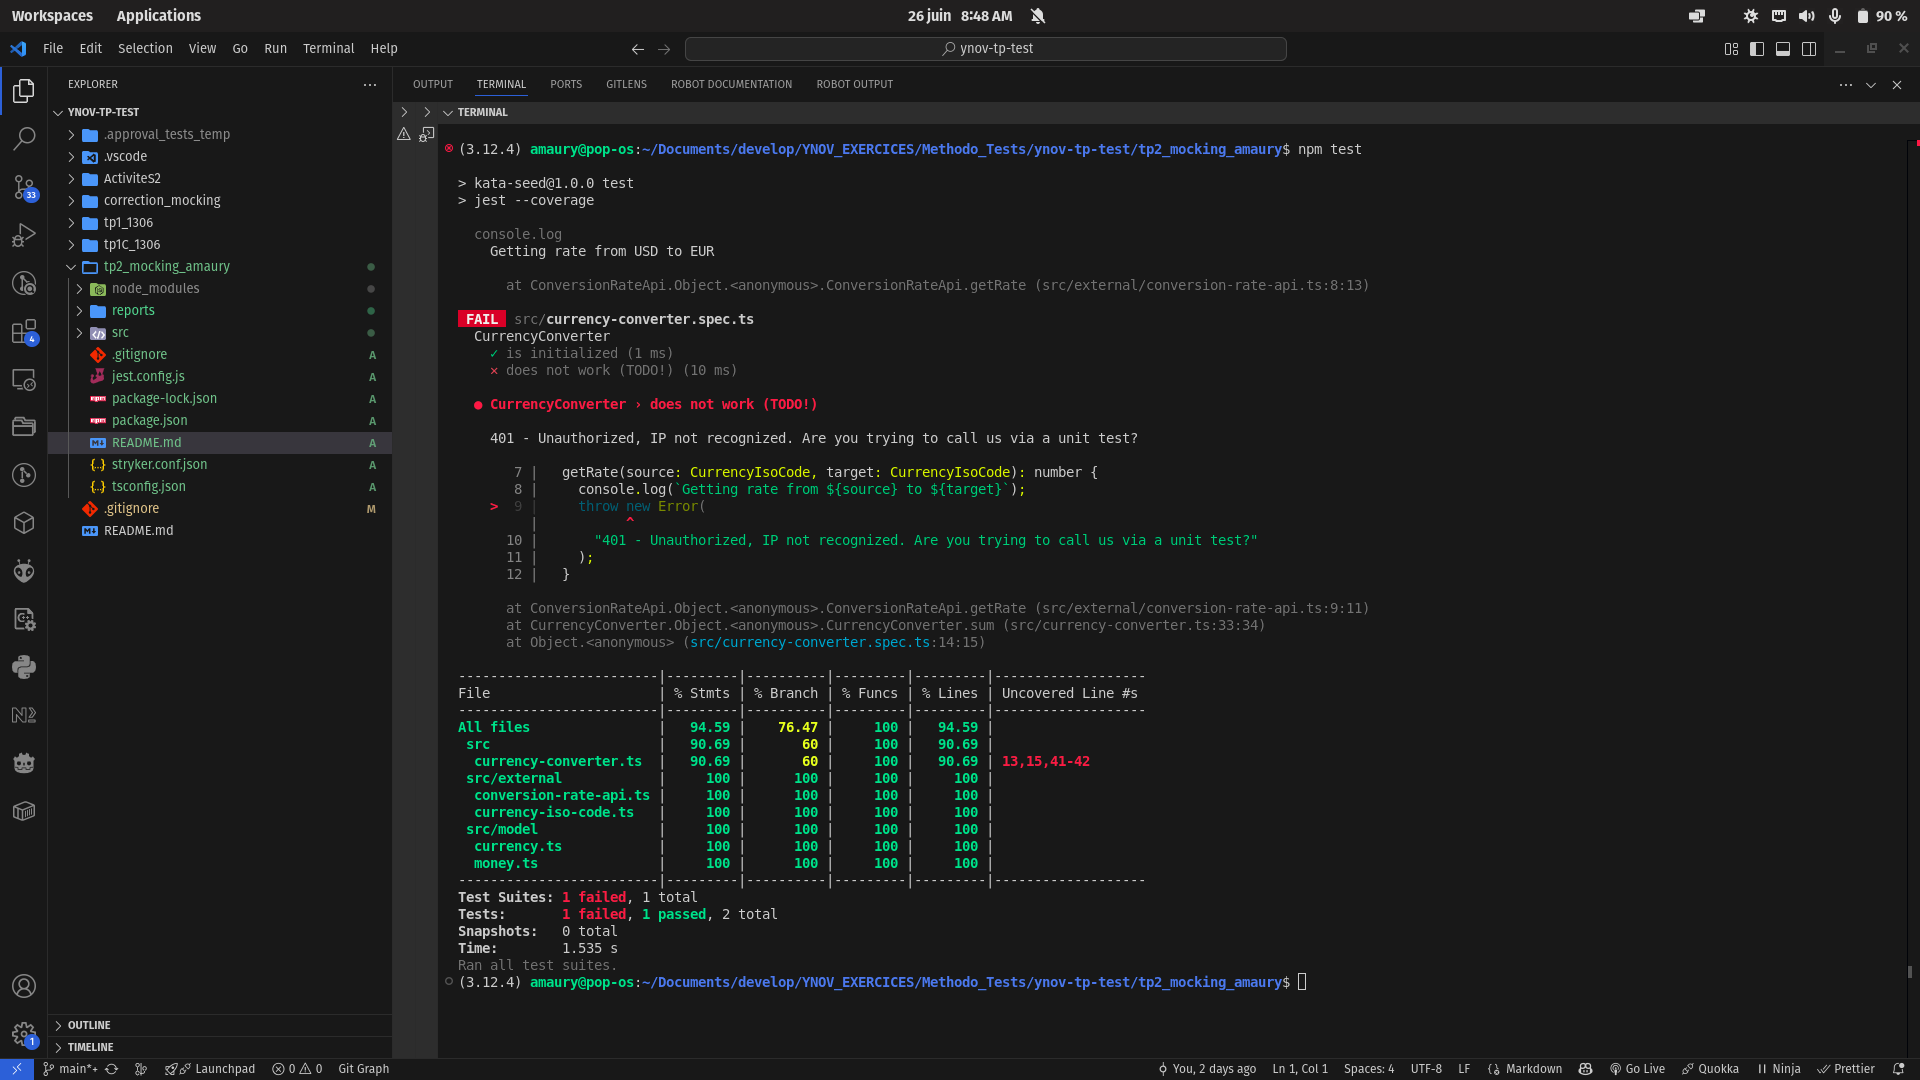 Workspaces Applications 26 juin 8:48 AM 90 %
File Edit Selection View Go Run Terminal Help ynov-tp-test
EXPLORER
YNOV-TP-TEST
.approval_tests_temp
.vscode
ActiviteS2
33
correction_mocking
tp1_1306
tp1C_1306
tp2_mocking_amaury
node_modules
reports
src
4
.gitignore A
jest.config.js A
package-lock.json A
package.json A
README.md A
stryker.conf.json A
tsconfig.json A
.gitignore M
README.md
OUTLINE
1
TIMELINE
OUTPUT TERMINAL PORTS GITLENS ROBOT DOCUMENTATION ROBOT OUTPUT
TERMINAL
(3.12.4) amaury@pop-os:~/Documents/develop/YNOV_EXERCICES/Methodo_Tests/ynov-tp-test/tp2_mocking_amaury$ npm test
> kata-seed@1.0.0 test
> jest --coverage
console.log
Getting rate from USD to EUR
at ConversionRateApi.Object.<anonymous>.ConversionRateApi.getRate (src/external/conversion-rate-api.ts:8:13)
FAIL src/currency-converter.spec.ts
CurrencyConverter
✓ is initialized (1 ms)
✕ does not work (TODO!) (10 ms)
● CurrencyConverter › does not work (TODO!)
401 - Unauthorized, IP not recognized. Are you trying to call us via a unit test?
7 | getRate(source: CurrencyIsoCode, target: CurrencyIsoCode): number {
8 | console.log(`Getting rate from ${source} to ${target}`);
> 9 | throw new Error(
| ^
10 | "401 - Unauthorized, IP not recognized. Are you trying to call us via a unit test?"
11 | );
12 | }
at ConversionRateApi.Object.<anonymous>.ConversionRateApi.getRate (src/external/conversion-rate-api.ts:9:11)
at CurrencyConverter.Object.<anonymous>.CurrencyConverter.sum (src/currency-converter.ts:33:34)
at Object.<anonymous> (src/currency-converter.spec.ts:14:15)
-------------------------|---------|----------|---------|---------|-------------------
File | % Stmts | % Branch | % Funcs | % Lines | Uncovered Line #s
-------------------------|---------|----------|---------|---------|-------------------
All files | 94.59 | 76.47 | 100 | 94.59 |
src | 90.69 | 60 | 100 | 90.69 |
currency-converter.ts | 90.69 | 60 | 100 | 90.69 | 13,15,41-42
src/external | 100 | 100 | 100 | 100 |
conversion-rate-api.ts | 100 | 100 | 100 | 100 |
currency-iso-code.ts | 100 | 100 | 100 | 100 |
src/model | 100 | 100 | 100 | 100 |
currency.ts | 100 | 100 | 100 | 100 |
money.ts | 100 | 100 | 100 | 100 |
-------------------------|---------|----------|---------|---------|-------------------
Test Suites: 1 failed, 1 total
Tests: 1 failed, 1 passed, 2 total
Snapshots: 0 total
Time: 1.535 s
Ran all test suites.
(3.12.4) amaury@pop-os:~/Documents/develop/YNOV_EXERCICES/Methodo_Tests/ynov-tp-test/tp2_mocking_amaury$
main*+ Launchpad 0 0 Git Graph You, 2 days ago Ln 1, Col 1 Spaces: 4 UTF-8 LF Markdown Go Live Quokka Ninja Prettier